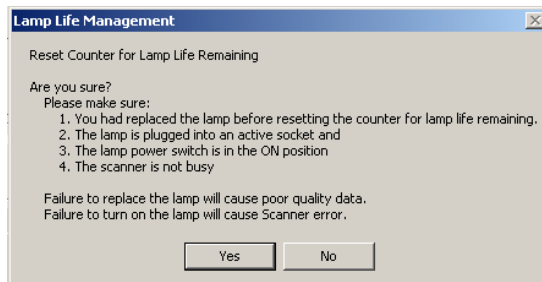 Lamp Life Management
Reset Counter for Lamp Life Remaining
Are you sure?
Please make sure:
1. You had replaced the lamp before resetting the counter for lamp life remaining.
2. The lamp is plugged into an active socket and
3. The lamp power switch is in the ON position
4. The scanner is not busy
Failure to replace the lamp will cause poor quality data.
Failure to turn on the lamp will cause Scanner error.
Yes No